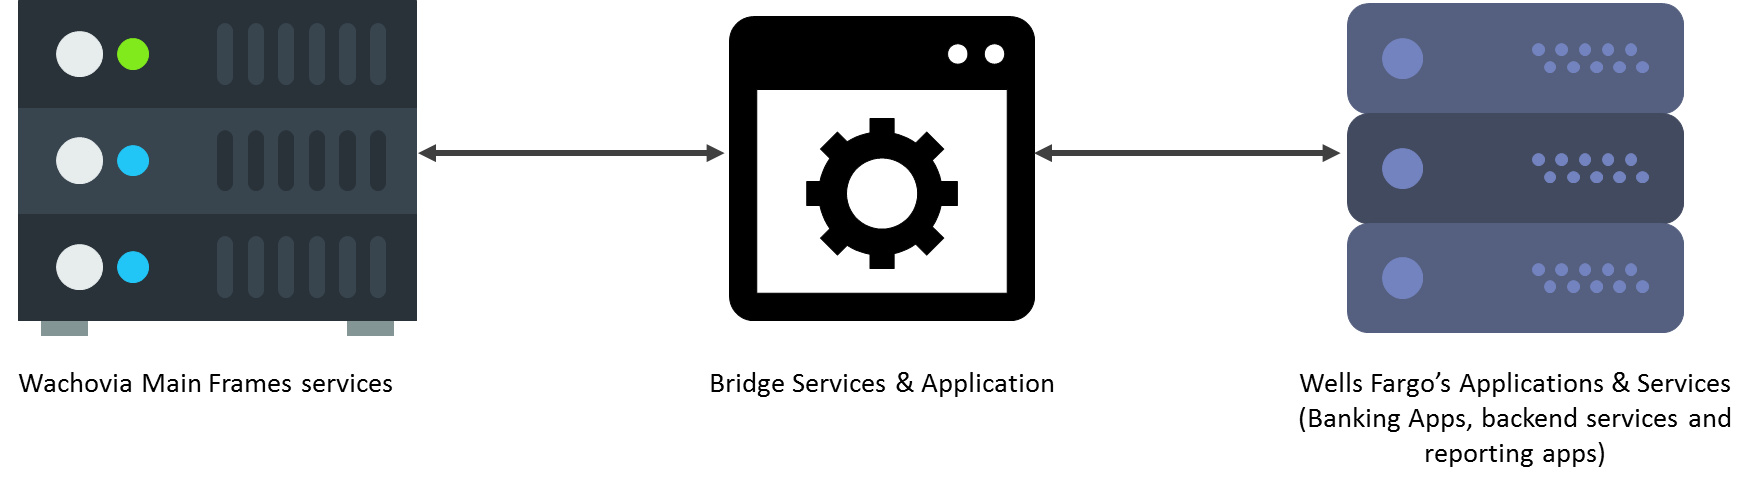 Wachovia Main Frames services
Bridge Services & Application
Wells Fargo’s Applications & Services
(Banking Apps, backend services and
reporting apps)